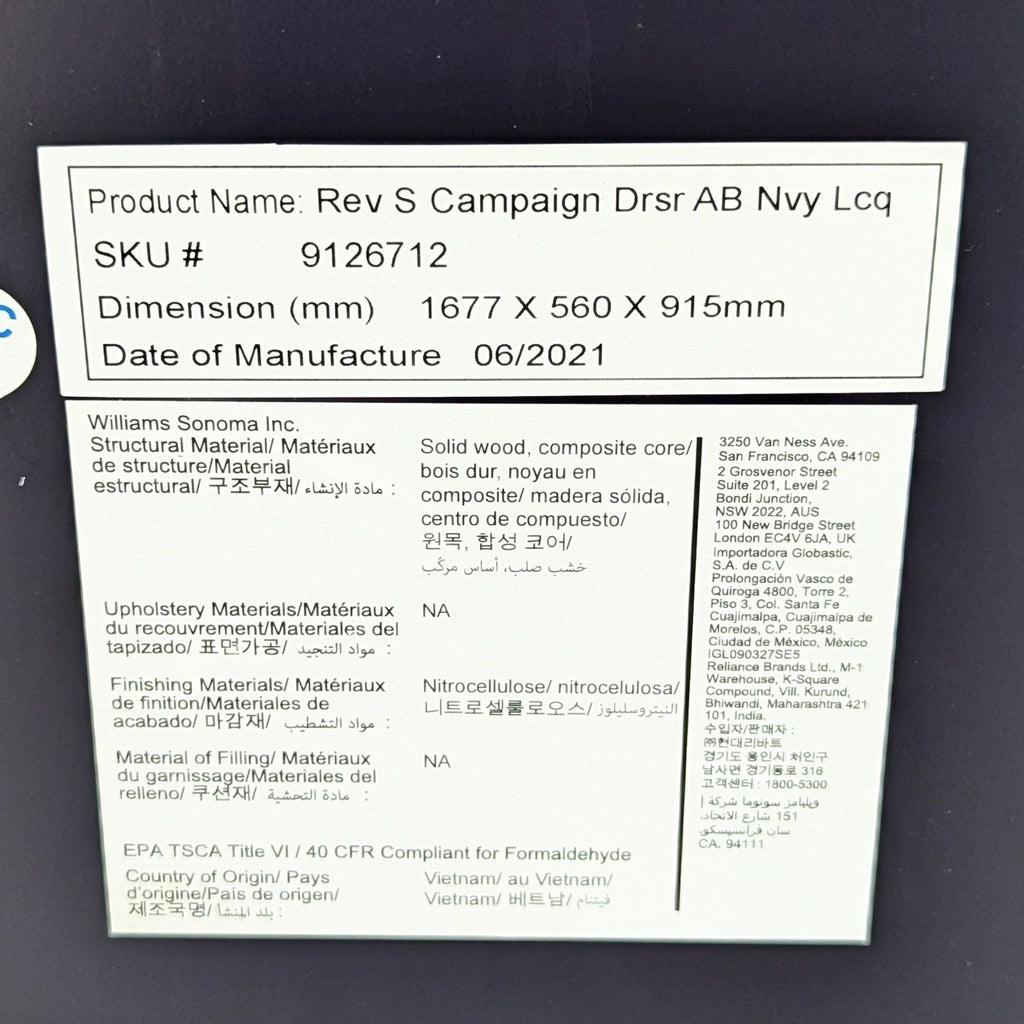 Product Name: Rev S Campaign Drsr AB Nvy Lcq
SKU # 9126712
Dimension (mm) 1677 X 560 X 915mm
Date of Manufacture 06/2021
C
Williams Sonoma Inc.
Structural Material/ Matériaux
de structure/Material
estructural/ 구조부재/ مادة الإنشاء :
Solid wood, composite core/
bois dur, noyau en
composite/ madera sólida,
centro de compuesto/
원목, 합성 코어/
خشب صلب، أساس مركّب
Upholstery Materials/Matériaux
du recouvrement/Materiales del
tapizado/ 표면가공/ مواد التنجيد :
NA
Finishing Materials/ Matériaux
de finition/Materiales de
acabado/ 마감재/ مواد التشطيب :
Nitrocellulose/ nitrocelulosa/
니트로셀룰로오스/ النيتروسليلوز
Material of Filling/ Matériaux
du garnissage/Materiales del
relleno/ 쿠션재/ مادة التحشية :
NA
EPA TSCA Title VI / 40 CFR Compliant for Formaldehyde
Country of Origin/ Pays
d'origine/País de origen/
제조국명/ بلد المنشأ :
Vietnam/ au Vietnam/
Vietnam/ 베트남/ فيتنام
3250 Van Ness Ave.
San Francisco, CA 94109
2 Grosvenor Street
Suite 201, Level 2
Bondi Junction,
NSW 2022, AUS
100 New Bridge Street
London EC4V 6JA, UK
Importadora Globastic,
S.A. de C.V
Prolongación Vasco de
Quiroga 4800, Torre 2,
Piso 3, Col. Santa Fe
Cuajimalpa, Cuajimalpa de
Morelos, C.P. 05348,
Ciudad de México, México
IGL090327SE5
Reliance Brands Ltd., M-1
Warehouse, K-Square
Compound, Vill. Kurund,
Bhiwandi, Maharashtra 421
101, India.
수입자/판매자 :
㈜현대리바트
경기도 용인시 처인구
남사면 경기동로 316
고객센터 : 1800-5300
ويليامز سونوما شركة |
151 شارع الاتحاد،
سان فرانسيسكو،
CA. 94111